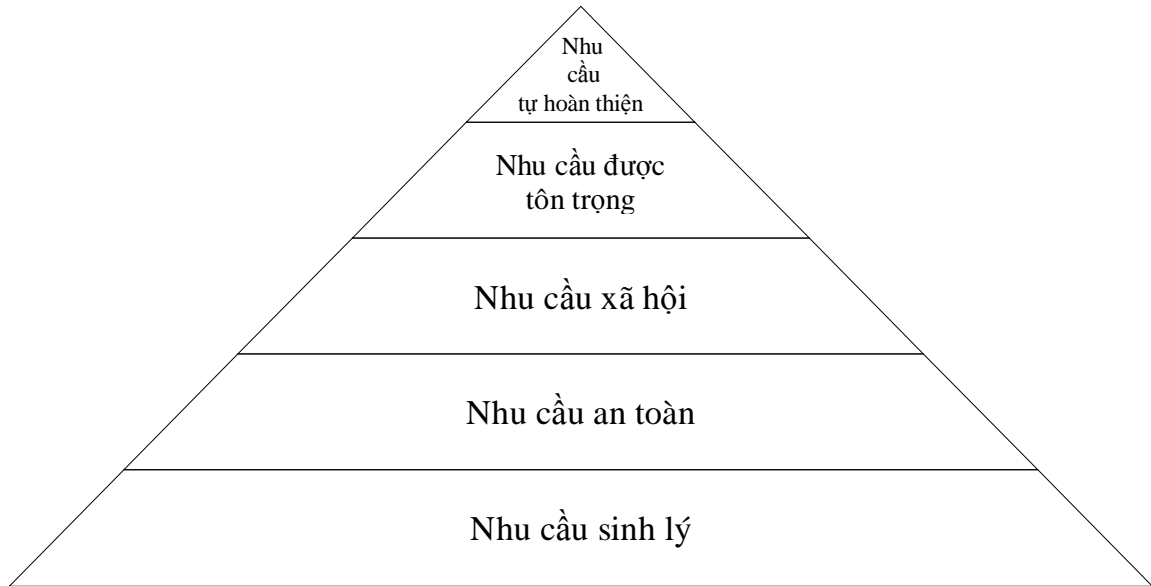 Nhu
cầu
tự hoàn thiện
Nhu cầu được
tôn trọng
Nhu cầu xã hội
Nhu cầu an toàn
Nhu cầu sinh lý